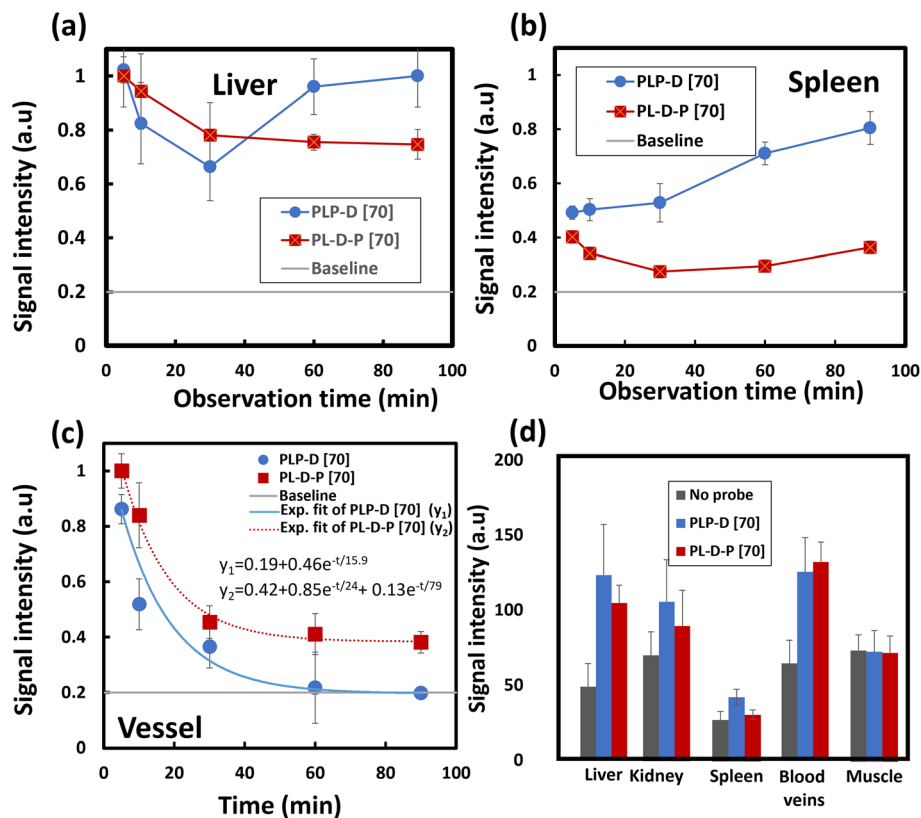 (a)
Signal intensity (a.u)
1
0.8
0.6
0.4
0.2
0
Liver
PLP-D [70]
PL-D-P [70]
Baseline
0 20 40 60 80 100
Observation time (min)
(b)
Signal intensity (a.u)
1
0.8
0.6
0.4
0.2
0
PLP-D [70]
PL-D-P [70]
Baseline
Spleen
0 20 40 60 80 100
Observation time (min)
(c)
Signal intensity (a.u)
1
0.8
0.6
0.4
0.2
0
PLP-D [70]
PL-D-P [70]
Baseline
Exp. fit of PLP-D [70] (y₁)
Exp. fit of PL-D-P [70] (y₂)
y₁=0.19+0.46e^-t/15.9
y₂=0.42+0.85e^-t/24+ 0.13e^-t/79
Vessel
0 20 40 60 80 100
Time (min)
(d)
Signal intensity (a.u)
200
150
100
50
0
No probe
PLP-D [70]
PL-D-P [70]
Liver Kidney Spleen Blood Muscle
veins